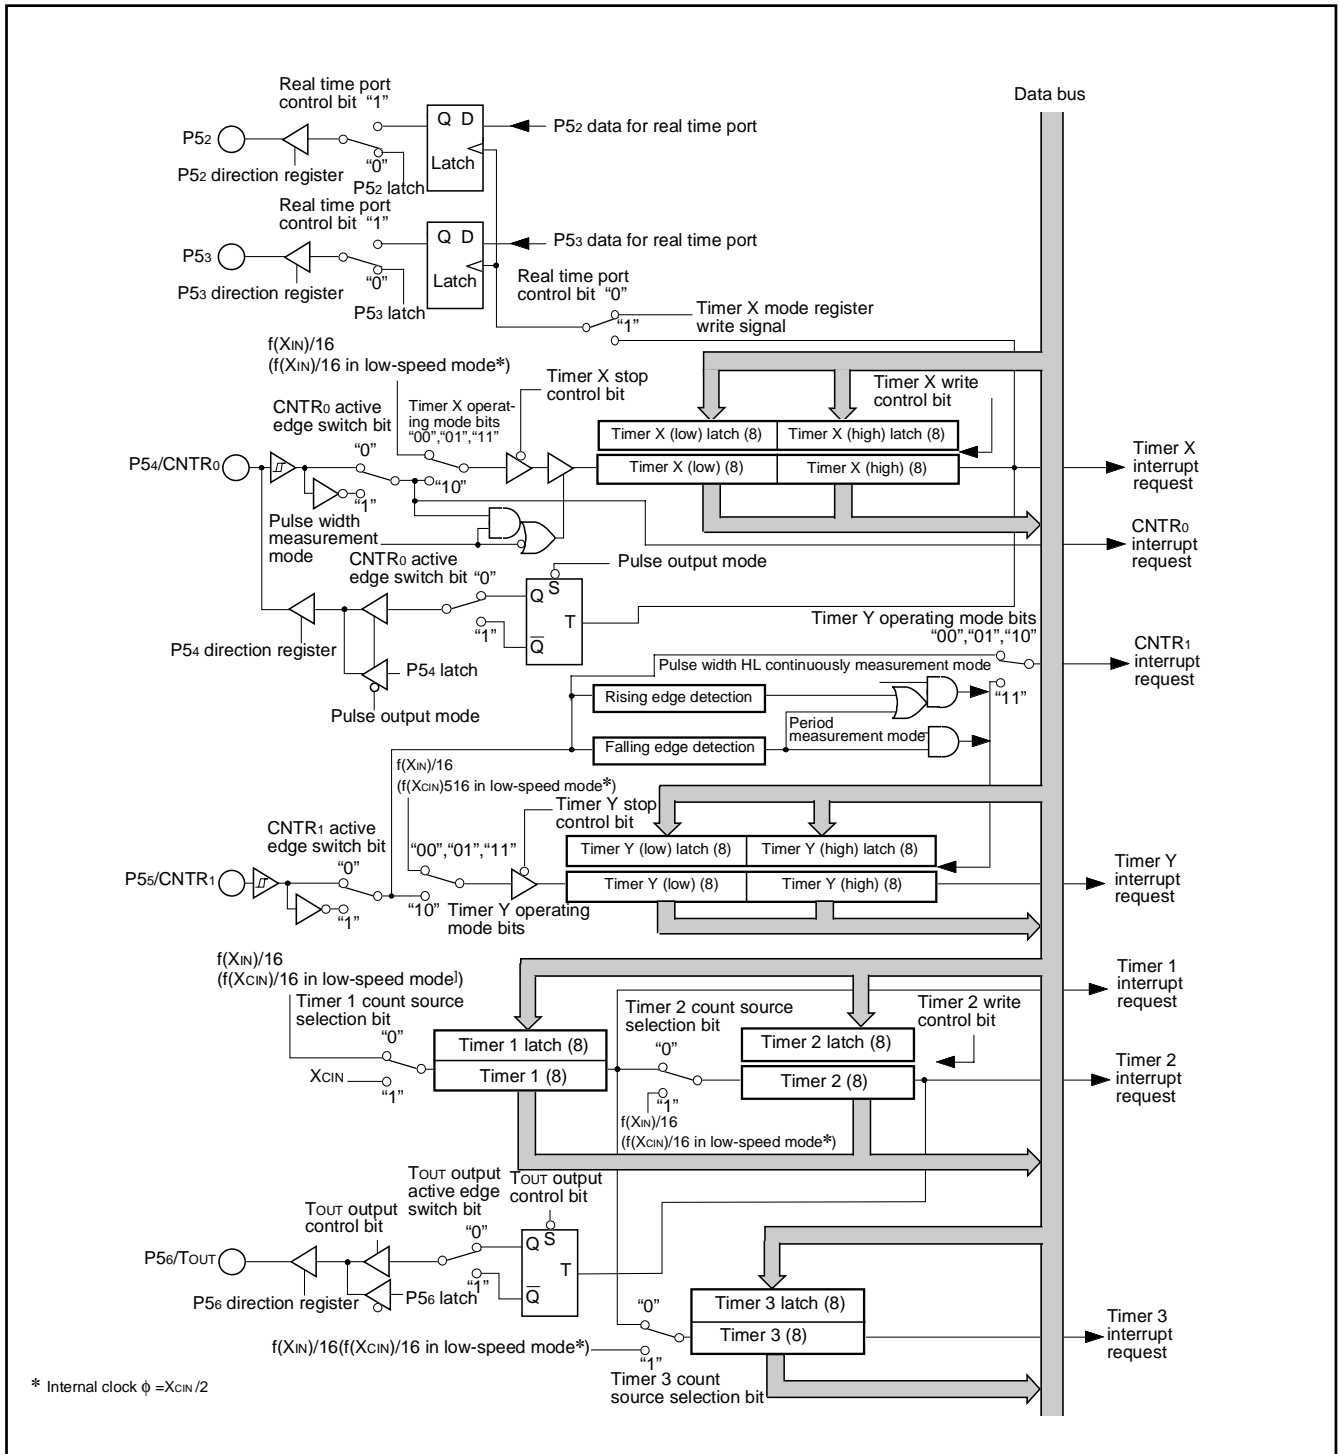 Data bus
Real time port
control bit “1”
Q D
P52 data for real time port
P52
Latch
“0”
P52 direction register
P52 latch
Real time port
control bit “1”
Q D
P53 data for real time port
P53
Latch
“0”
P53 direction register
P53 latch
Real time port
control bit “0”
“1”
Timer X mode register
write signal
f(XIN)/16
(f(XIN)/16 in low-speed mode*)
Timer X stop
control bit
Timer X write
control bit
CNTR0 active
edge switch bit
Timer X operat-
ing mode bits
“00”,“01”,“11”
Timer X (low) latch (8)
Timer X (high) latch (8)
“0”
P54/CNTR0
Timer X (low) (8)
Timer X (high) (8)
Timer X
interrupt
request
“10”
“1”
Pulse width
measurement
mode
CNTR0
interrupt
request
CNTR0 active
edge switch bit “0”
Pulse output mode
Q
S
T
“1”
Q
P54 direction register
P54 latch
Pulse output mode
Timer Y operating mode bits
“00”,“01”,“10”
CNTR1
interrupt
request
Pulse width HL continuously measurement mode
“11”
Rising edge detection
Period
measurement mode
Falling edge detection
f(XIN)/16
(f(XCIN)516 in low-speed mode*)
Timer Y stop
control bit
CNTR1 active
edge switch bit
“00”,“01”,“11”
Timer Y (low) latch (8)
Timer Y (high) latch (8)
“0”
P55/CNTR1
Timer Y (low) (8)
Timer Y (high) (8)
Timer Y
interrupt
request
“10”
“1”
Timer Y operating
mode bits
f(XIN)/16
(f(XCIN)/16 in low-speed mode])
Timer 1 count source
selection bit
Timer 1
interrupt
request
Timer 2 count source
selection bit
Timer 2 write
control bit
“0”
Timer 1 latch (8)
“0”
Timer 2 latch (8)
XCIN
Timer 1 (8)
Timer 2 (8)
Timer 2
interrupt
request
“1”
“1”
f(XIN)/16
(f(XCIN)/16 in low-speed mode*)
TOUT output
active edge
switch bit
TOUT output
control bit
TOUT output
control bit
“0”
Q
S
P56/TOUT
T
“1”
Q
P56 direction register
P56 latch
Timer 3 latch (8)
“0”
Timer 3 (8)
Timer 3
interrupt
request
f(XIN)/16(f(XCIN)/16 in low-speed mode*)
“1”
Timer 3 count
source selection bit
* Internal clock ϕ =XCIN/2